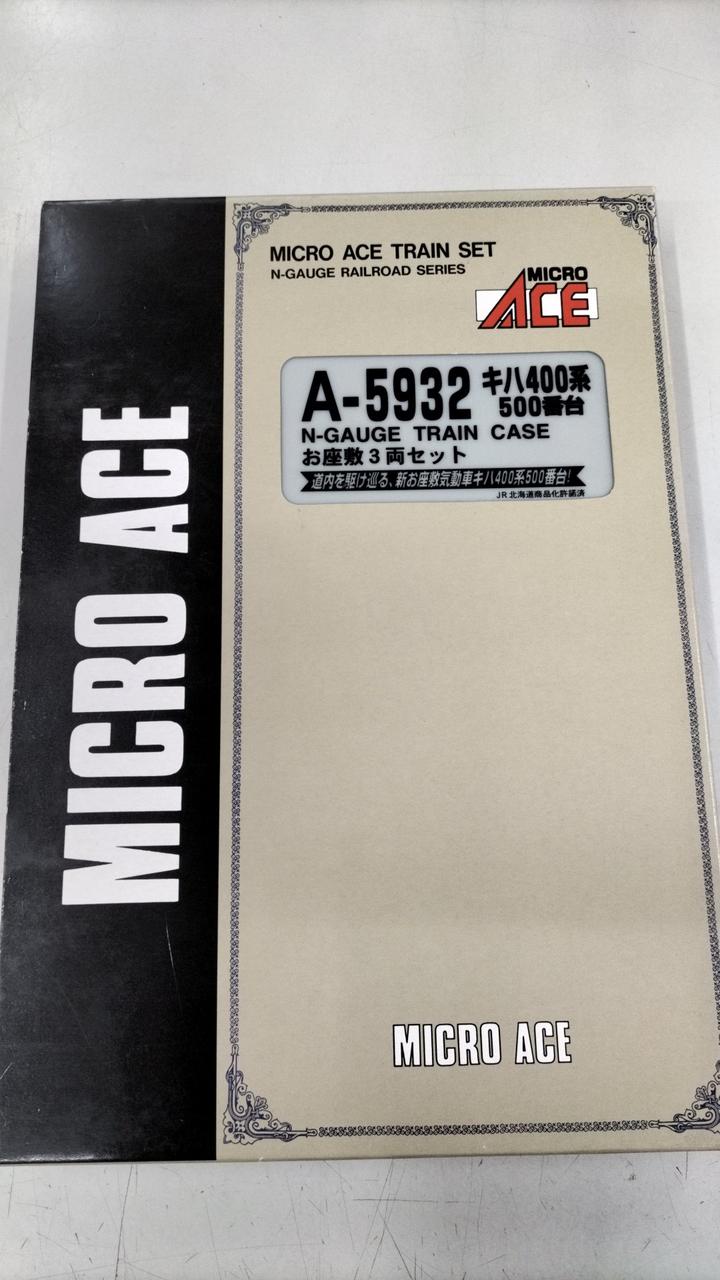 MICRO ACE
MICRO ACE TRAIN SET
N-GAUGE RAILROAD SERIES
MICRO
ACE
A-5932 キハ400系
500番台
N-GAUGE TRAIN CASE
お座敷3両セット
道内を駆け巡る、新お座敷気動車キハ400系500番台!
JR北海道商品化許諾済
MICRO ACE